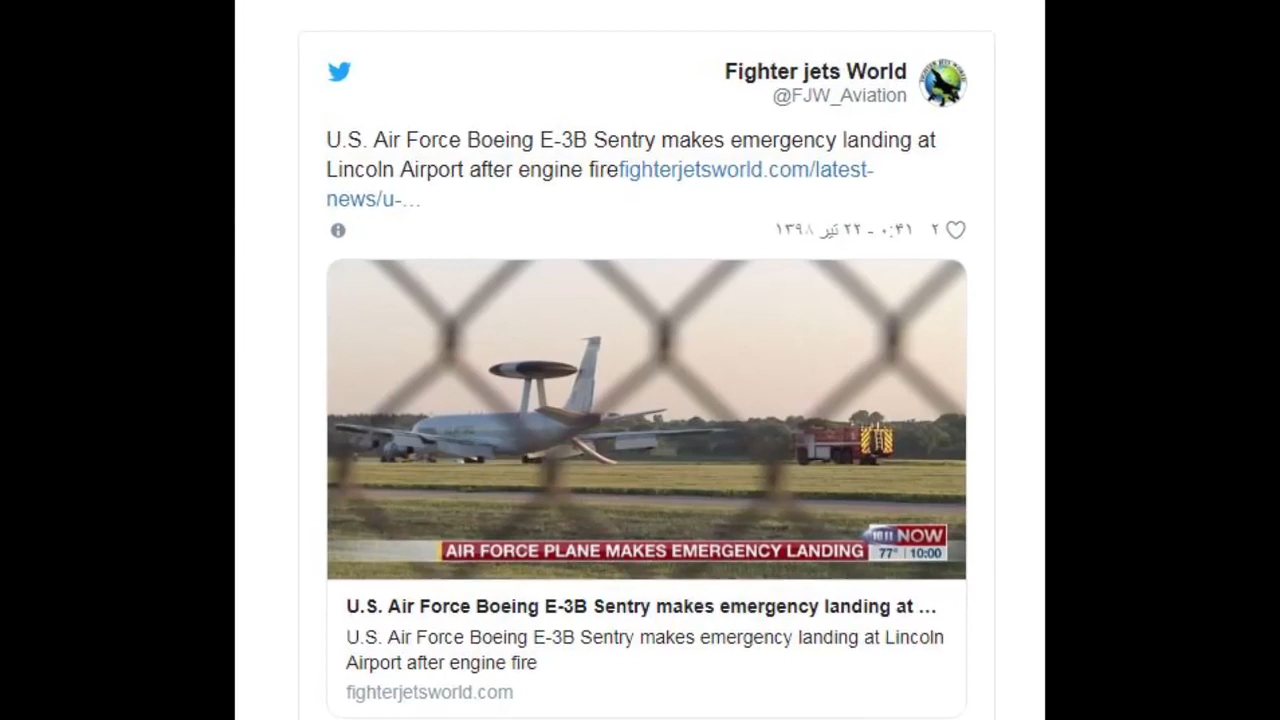 Fighter jets World
@FJW_Aviation
U.S. Air Force Boeing E-3B Sentry makes emergency landing at
Lincoln Airport after engine firefighterjetsworld.com/latest-
news/u-...
۲ ۰:۴۱ - ۲۲ تیر ۱۳۹۸
AIR FORCE PLANE MAKES EMERGENCY LANDING
1011 NOW
77° 10:00
U.S. Air Force Boeing E-3B Sentry makes emergency landing at ...
U.S. Air Force Boeing E-3B Sentry makes emergency landing at Lincoln
Airport after engine fire
fighterjetsworld.com